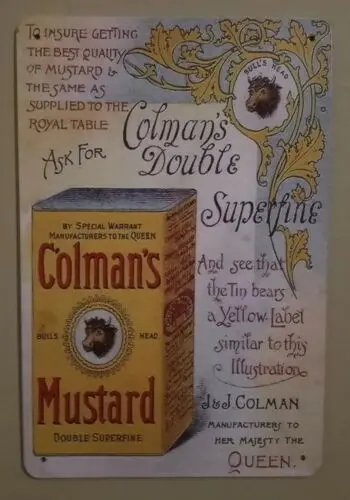 To INSURE GETTING
THE BEST QUALITY
OF MUSTARD &
THE SAME AS
SUPPLIED TO THE
ROYAL TABLE
ASK FOR
BULL'S HEAD
Colman's
Double
Superfine
And see that
the Tin bears
a Yellow Label
similar to this
Illustration
J & J. COLMAN
MANUFACTURERS TO
HER MAJESTY THE
QUEEN.
BY SPECIAL WARRANT
MANUFACTURERS TO THE QUEEN
Colman's
BULLS HEAD
Mustard
DOUBLE SUPERFINE